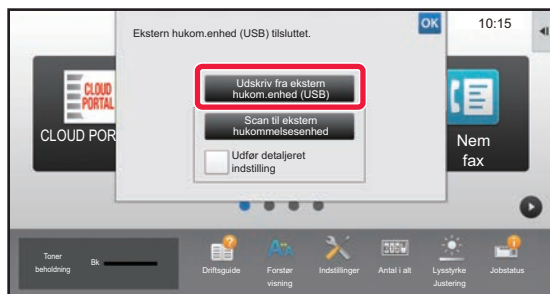 Ekstern hukom.enhed (USB) tilsluttet.
OK
10:15
Udskriv fra ekstern
hukom.enhed (USB)
Scan til ekstern
hukommelsesenhed
Udfør detaljeret
indstilling
CLOUD
PORTAL
CLOUD POR
Nem
fax
Toner
beholdning
Bk
Driftsguide
Forstør
visning
Indstillinger
Antal i alt
Lysstyrke
Justering
Jobstatus